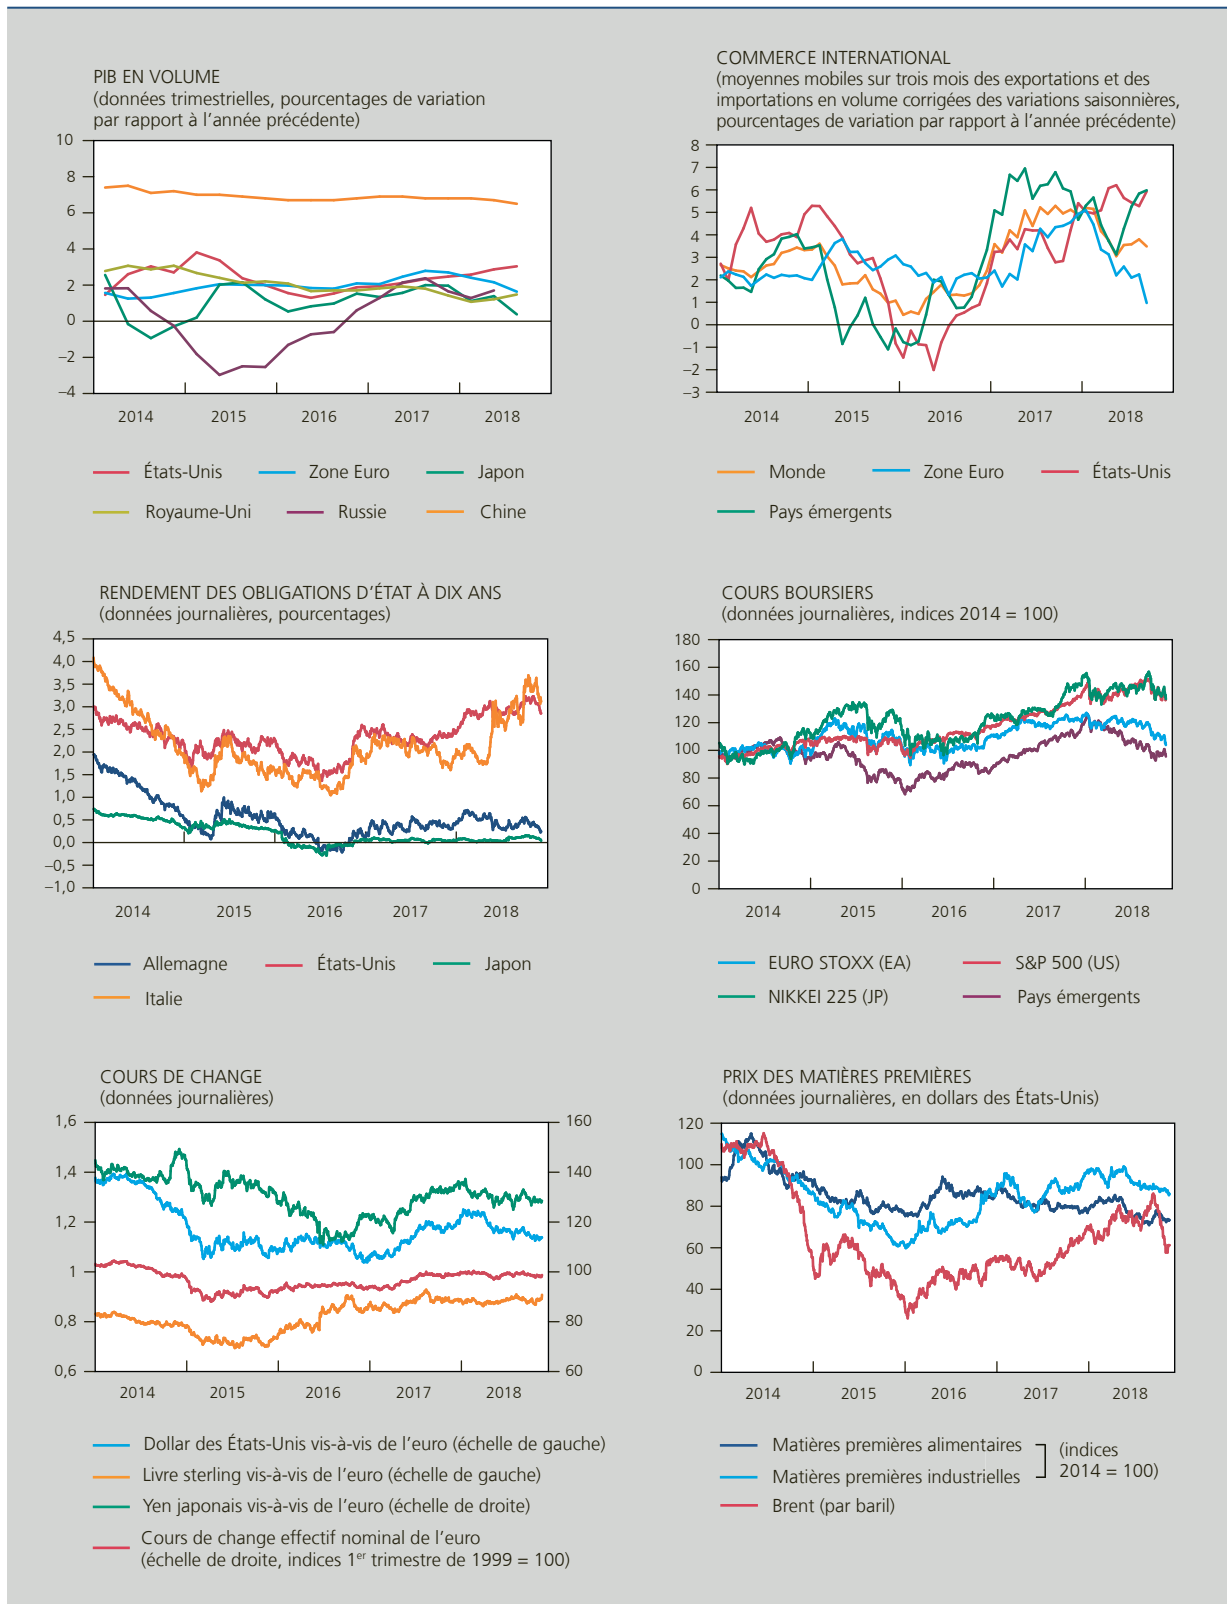 PIB EN VOLUME
(données trimestrielles, pourcentages de variation
par rapport à l'année précédente)
10
8
6
4
2
0
–2
–4
2014 2015 2016 2017 2018
États-Unis Zone Euro Japon
Royaume-Uni Russie Chine
COMMERCE INTERNATIONAL
(moyennes mobiles sur trois mois des exportations et des
importations en volume corrigées des variations saisonnières,
pourcentages de variation par rapport à l'année précédente)
8
7
6
5
4
3
2
1
0
–1
–2
–3
2014 2015 2016 2017 2018
Monde Zone Euro États-Unis
Pays émergents
RENDEMENT DES OBLIGATIONS D'ÉTAT À DIX ANS
(données journalières, pourcentages)
4,5
4,0
3,5
3,0
2,5
2,0
1,5
1,0
0,5
0,0
–0,5
–1,0
2014 2015 2016 2017 2018
Allemagne États-Unis Japon
Italie
COURS BOURSIERS
(données journalières, indices 2014 = 100)
180
160
140
120
100
80
60
40
20
0
2014 2015 2016 2017 2018
EURO STOXX (EA) S&P 500 (US)
NIKKEI 225 (JP) Pays émergents
COURS DE CHANGE
(données journalières)
1,6 160
1,4 140
1,2 120
1 100
0,8 80
0,6 60
2014 2015 2016 2017 2018
Dollar des États-Unis vis-à-vis de l'euro (échelle de gauche)
Livre sterling vis-à-vis de l'euro (échelle de gauche)
Yen japonais vis-à-vis de l'euro (échelle de droite)
Cours de change effectif nominal de l'euro
(échelle de droite, indices 1er trimestre de 1999 = 100)
PRIX DES MATIÈRES PREMIÈRES
(données journalières, en dollars des États-Unis)
120
100
80
60
40
20
0
2014 2015 2016 2017 2018
Matières premières alimentaires
Matières premières industrielles
(indices
2014 = 100)
Brent (par baril)